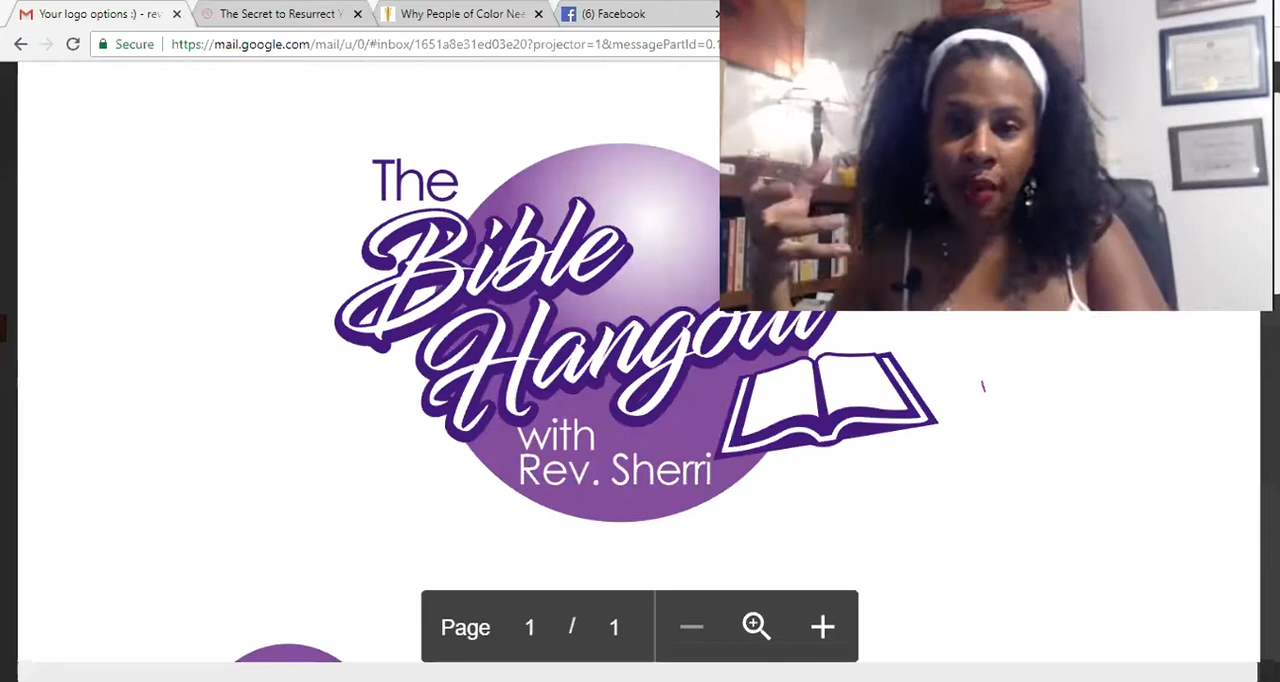 Your logo options :) - rev
The Secret to Resurrect Y
Why People of Color Nee
(6) Facebook
Secure
https://mail.google.com/mail/u/0/#inbox/1651a8e31ed03e20?projector=1&messagePartId=0.1
The
Bible
Hangout
with
Rev. Sherri
Page 1 / 1